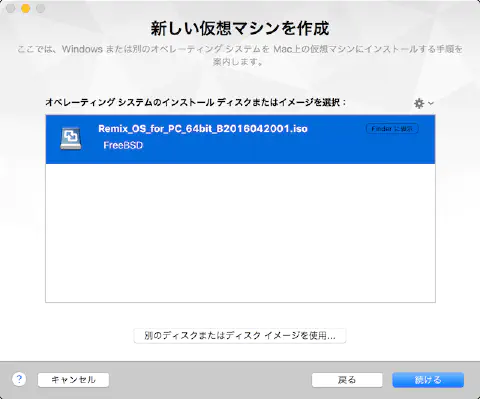 新しい仮想マシンを作成
ここでは、Windows または別のオペレーティング システムを Mac上の仮想マシンにインストールする手順を
案内します。
オペレーティング システムのインストール ディスクまたはイメージを選択：
Remix_OS_for_PC_64bit_B2016042001.iso
Finder に表示
FreeBSD
別のディスクまたはディスク イメージを使用...
?
キャンセル
戻る
続ける